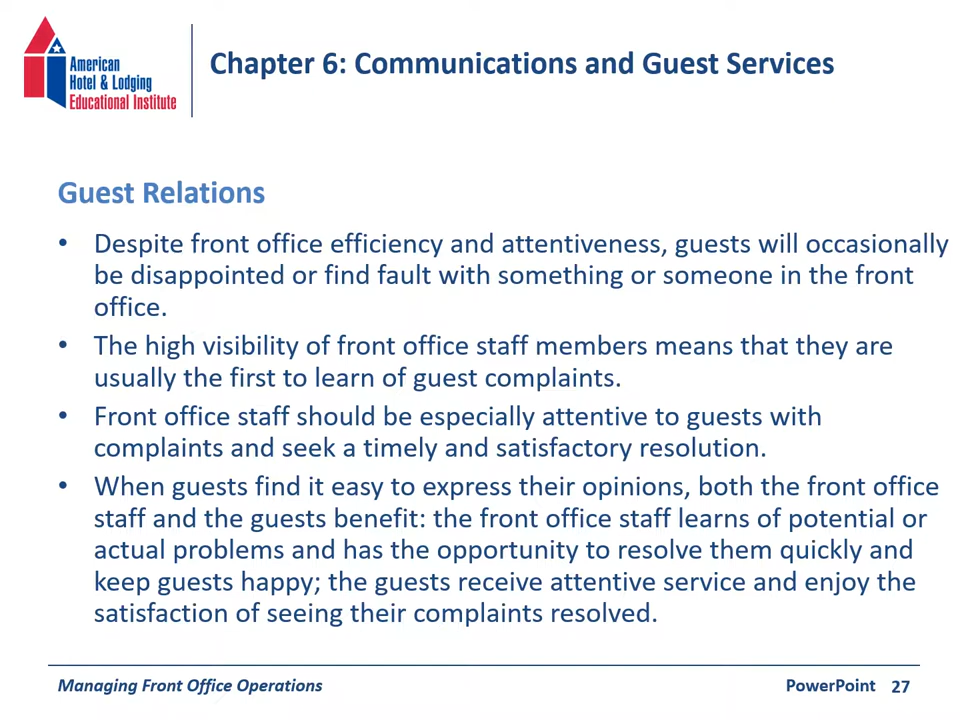 American
Hotel & Lodging
Educational Institute
Chapter 6: Communications and Guest Services
Guest Relations
• Despite front office efficiency and attentiveness, guests will occasionally
be disappointed or find fault with something or someone in the front
office.
• The high visibility of front office staff members means that they are
usually the first to learn of guest complaints.
• Front office staff should be especially attentive to guests with
complaints and seek a timely and satisfactory resolution.
• When guests find it easy to express their opinions, both the front office
staff and the guests benefit: the front office staff learns of potential or
actual problems and has the opportunity to resolve them quickly and
keep guests happy; the guests receive attentive service and enjoy the
satisfaction of seeing their complaints resolved.
Managing Front Office Operations
PowerPoint 27